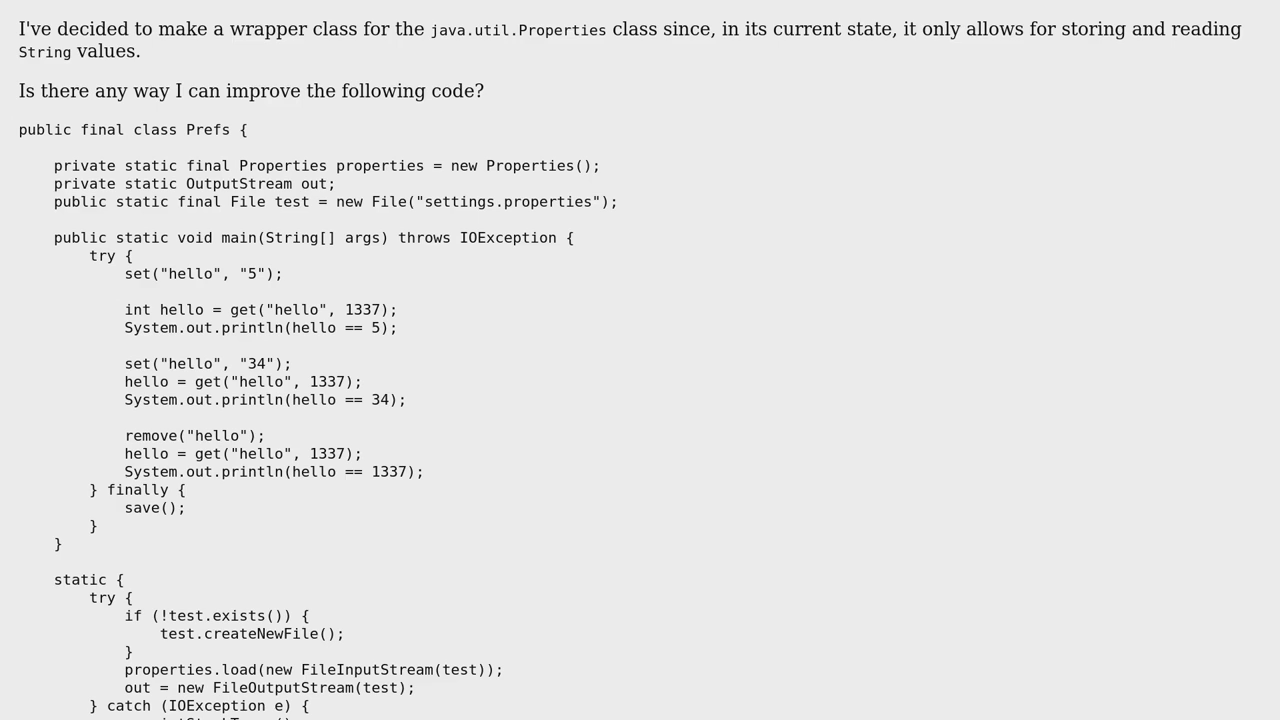 I've decided to make a wrapper class for the java.util.Properties class since, in its current state, it only allows for storing and reading
String values.
Is there any way I can improve the following code?
public final class Prefs {
    private static final Properties properties = new Properties();
    private static OutputStream out;
    public static final File test = new File("settings.properties");
    public static void main(String[] args) throws IOException {
        try {
            set("hello", "5");
            int hello = get("hello", 1337);
            System.out.println(hello == 5);
            set("hello", "34");
            hello = get("hello", 1337);
            System.out.println(hello == 34);
            remove("hello");
            hello = get("hello", 1337);
            System.out.println(hello == 1337);
        } finally {
            save();
        }
    }
    static {
        try {
            if (!test.exists()) {
                test.createNewFile();
            }
            properties.load(new FileInputStream(test));
            out = new FileOutputStream(test);
        } catch (IOException e) {